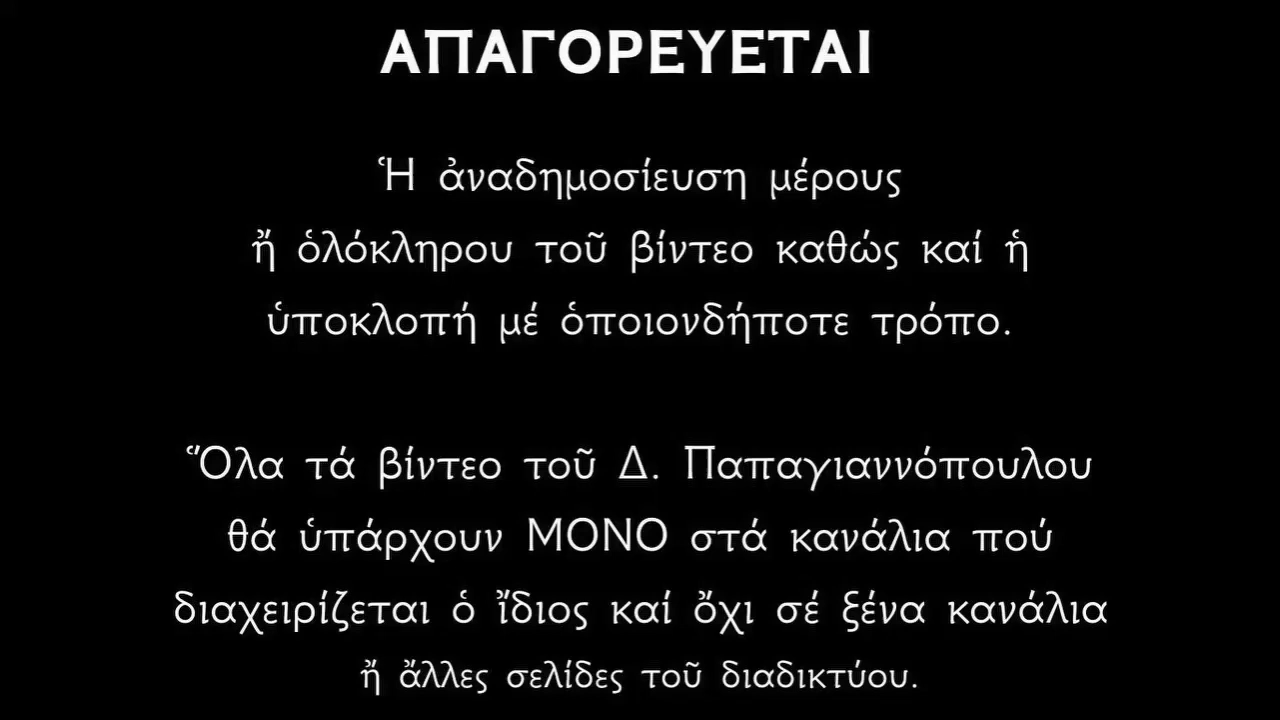 ΑΠΑΓΟΡΕΥΕΤΑΙ
Ἡ ἀναδημοσίευση μέρους
ἤ ὁλόκληρου τοῦ βίντεο καθώς καί ἡ
ὑποκλοπή μέ ὁποιονδήποτε τρόπο.
Ὅλα τά βίντεο τοῦ Δ. Παπαγιαννόπουλου
θά ὑπάρχουν ΜΟΝΟ στά κανάλια πού
διαχειρίζεται ὁ ἴδιος καί ὄχι σέ ξένα κανάλια
ἤ ἄλλες σελίδες τοῦ διαδικτύου.